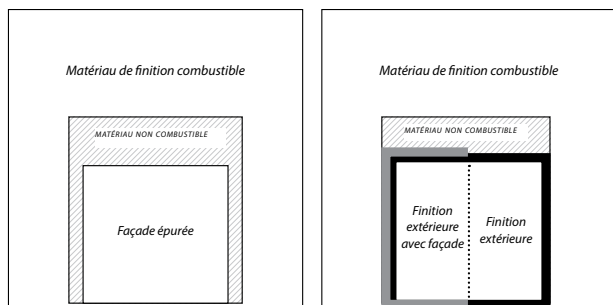 Matériau de finition combustible
MATÉRIAU NON COMBUSTIBLE
Façade épurée
Matériau de finition combustible
MATÉRIAU NON COMBUSTIBLE
Finition
extérieure
avec façade
Finition
extérieure